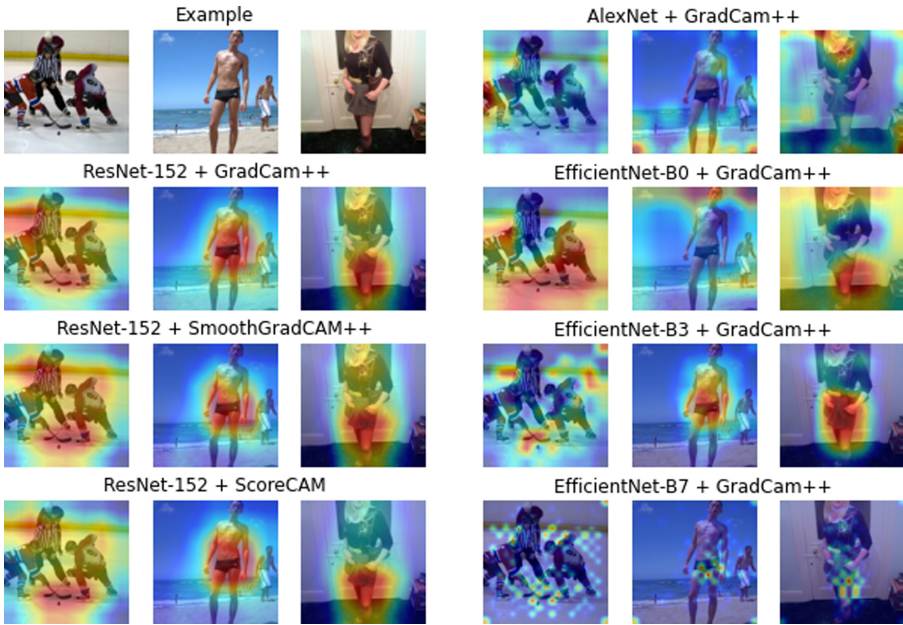 Example
AlexNet + GradCam++
ResNet-152 + GradCam++
EfficientNet-B0 + GradCam++
ResNet-152 + SmoothGradCAM++
EfficientNet-B3 + GradCam++
ResNet-152 + ScoreCAM
EfficientNet-B7 + GradCam++